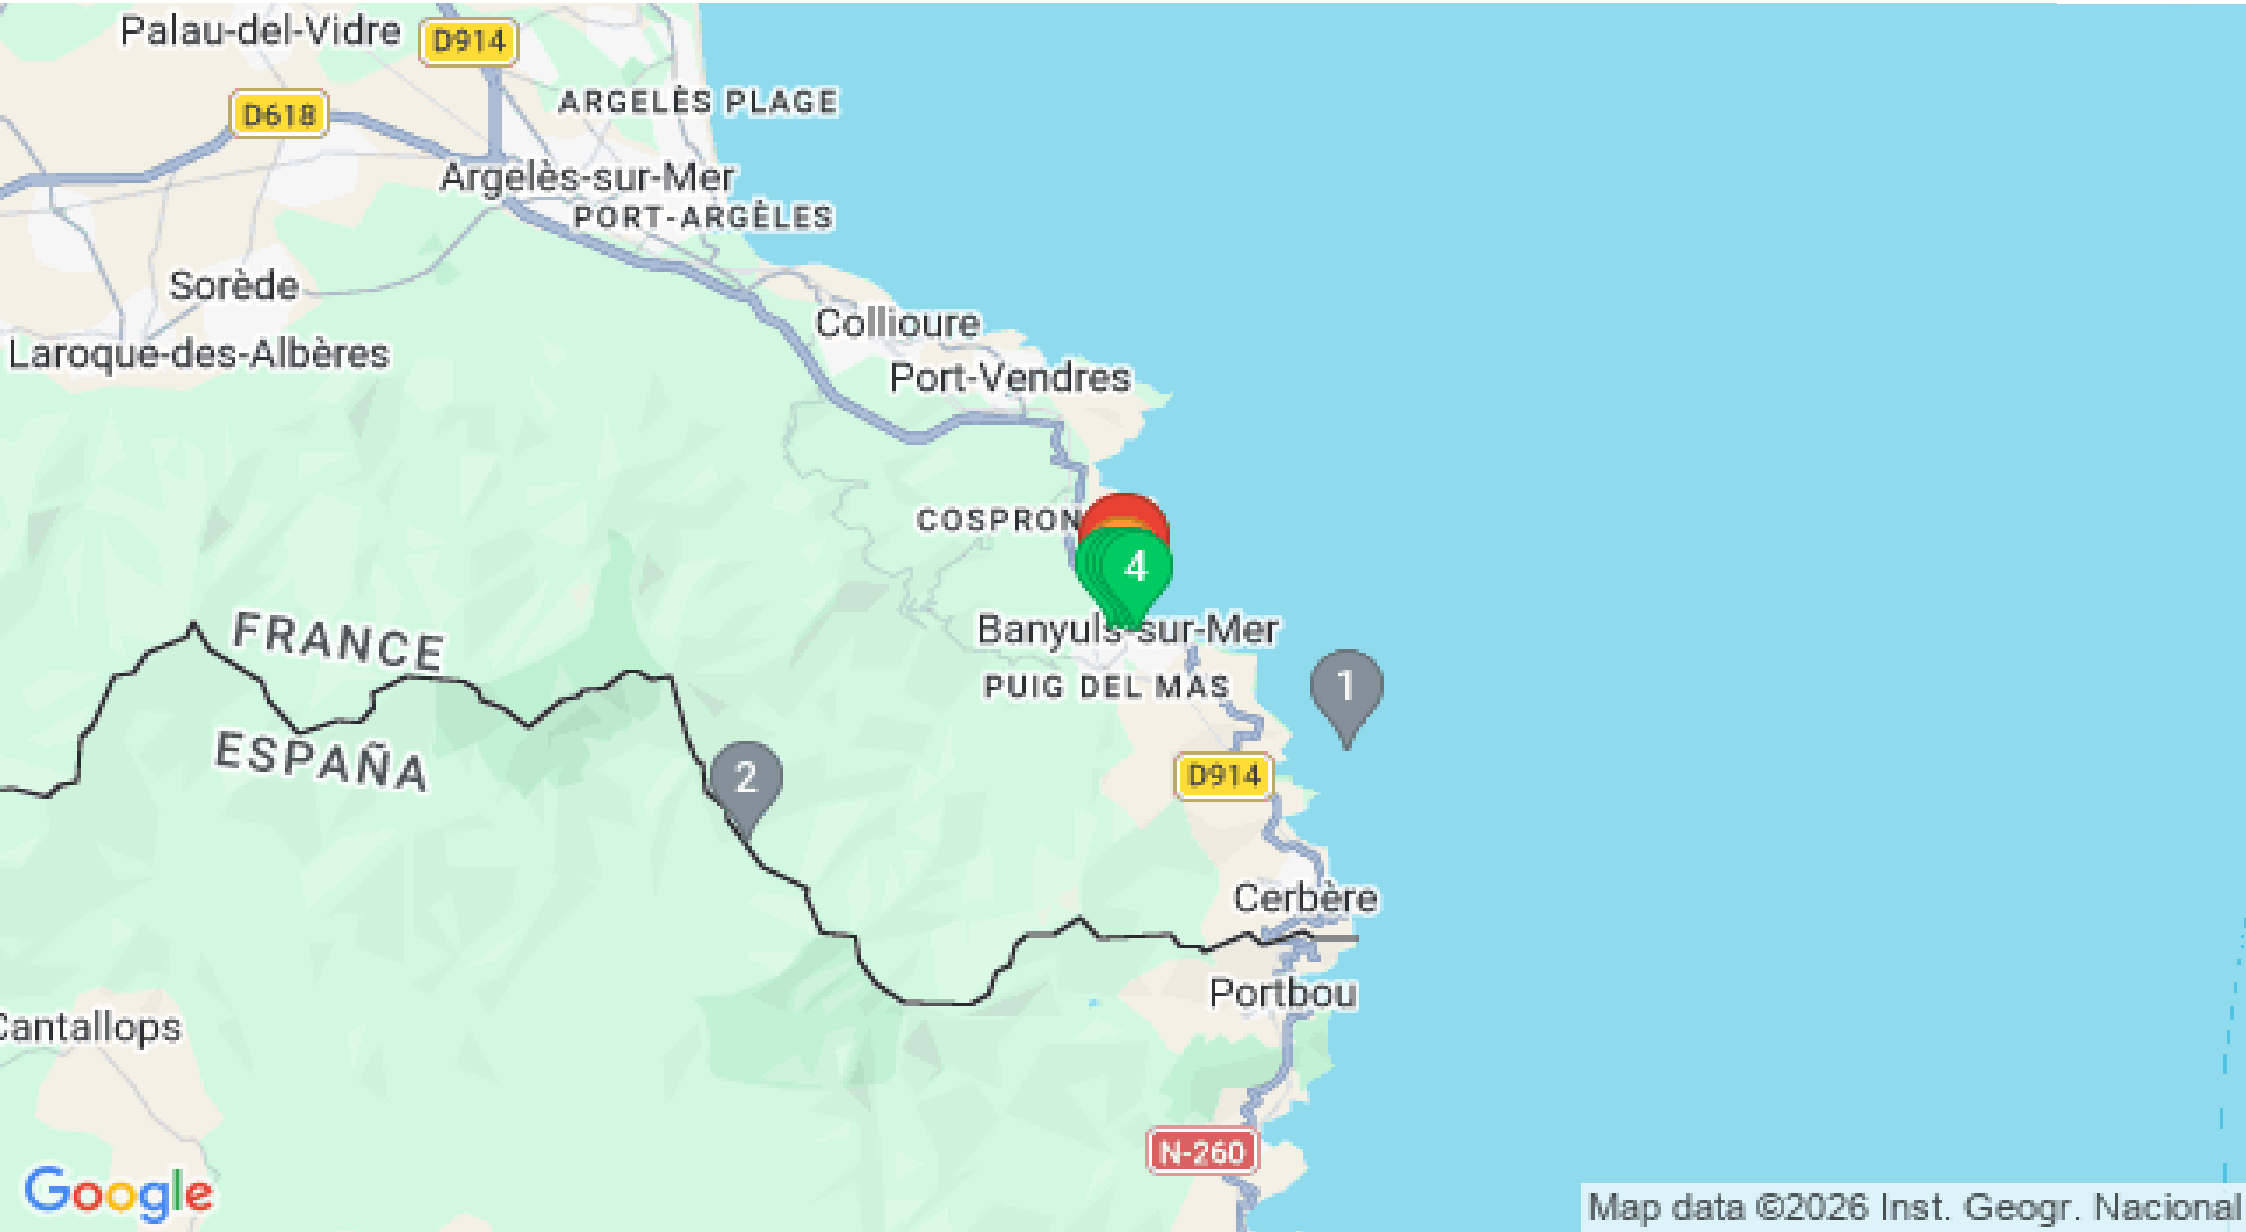 Palau-del-Vidre
D914
D618
ARGELÈS PLAGE
Argelès-sur-Mer
PORT-ARGÈLES
Sorède
Collioure
Laroque-des-Albères
Port-Vendres
COSPRON
4
Banyuls-sur-Mer
FRANCE
PUIG DEL MAS
1
ESPAÑA
2
D914
Cerbère
Portbou
Cantallops
N-260
Google
Map data ©2026 Inst. Geogr. Nacional